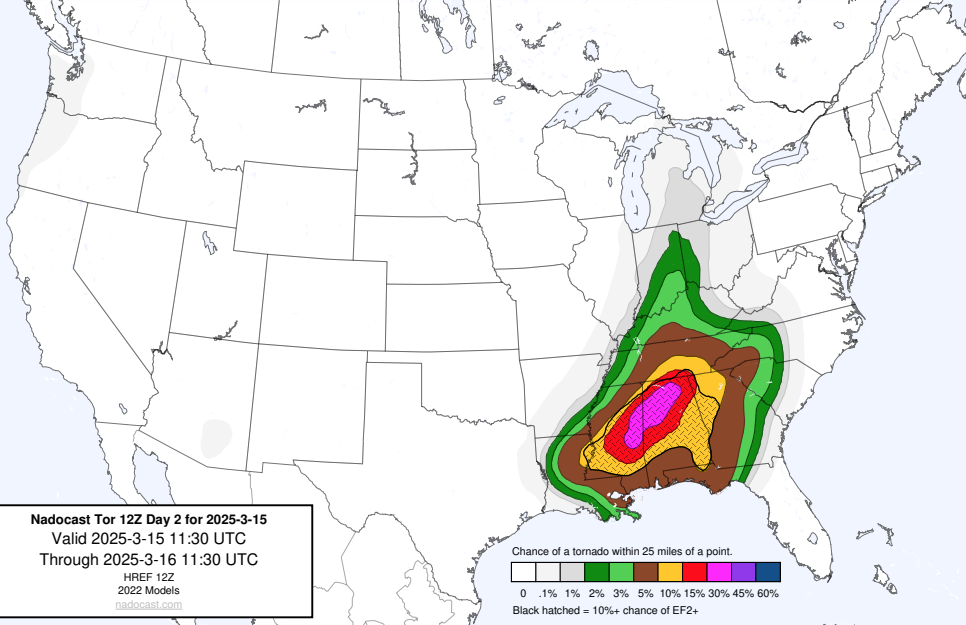 Nadocast Tor 12Z Day 2 for 2025-3-15
Valid 2025-3-15 11:30 UTC
Through 2025-3-16 11:30 UTC
HREF 12Z
2022 Models
nadocast.com
Chance of a tornado within 25 miles of a point.
0 .1% 1% 2% 3% 5% 10% 15% 30% 45% 60%
Black hatched = 10%+ chance of EF2+